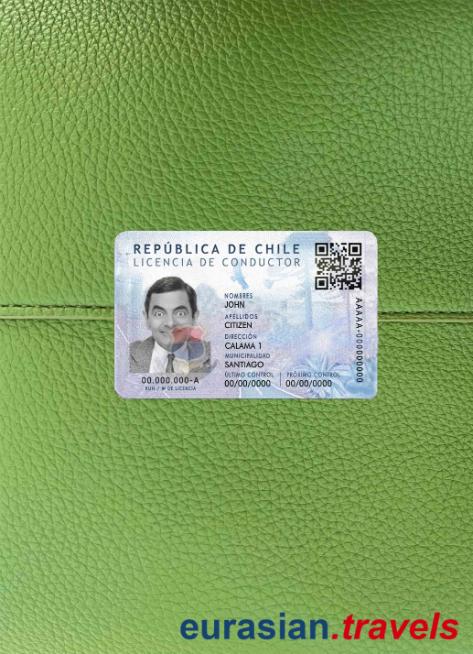 REPÚBLICA DE CHILE
LICENCIA DE CONDUCTOR
NOMBRES
JOHN
APELLIDOS
CITIZEN
DIRECCIÓN
CALAMA 1
MUNICIPALIDAD
SANTIAGO
ÚLTIMO CONTROL
PRÓXIMO CONTROL
00/00/0000
00/00/0000
00.000.000-A
RUN / Nº DE LICENCIA
AAAAA-000000000
eurasian.travels